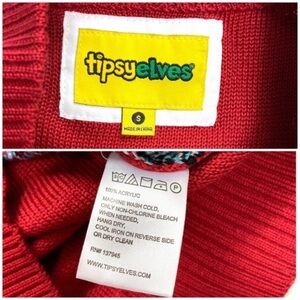 tipsyelves
S
MADE IN CHINA
P
100% ACRYLIC
MACHINE WASH COLD,
ONLY NON-CHLORINE BLEACH
WHEN NEEDED,
HANG DRY,
COOL IRON ON REVERSE SIDE
OR DRY CLEAN
RN# 137945
WWW.TIPSYELVES.COM